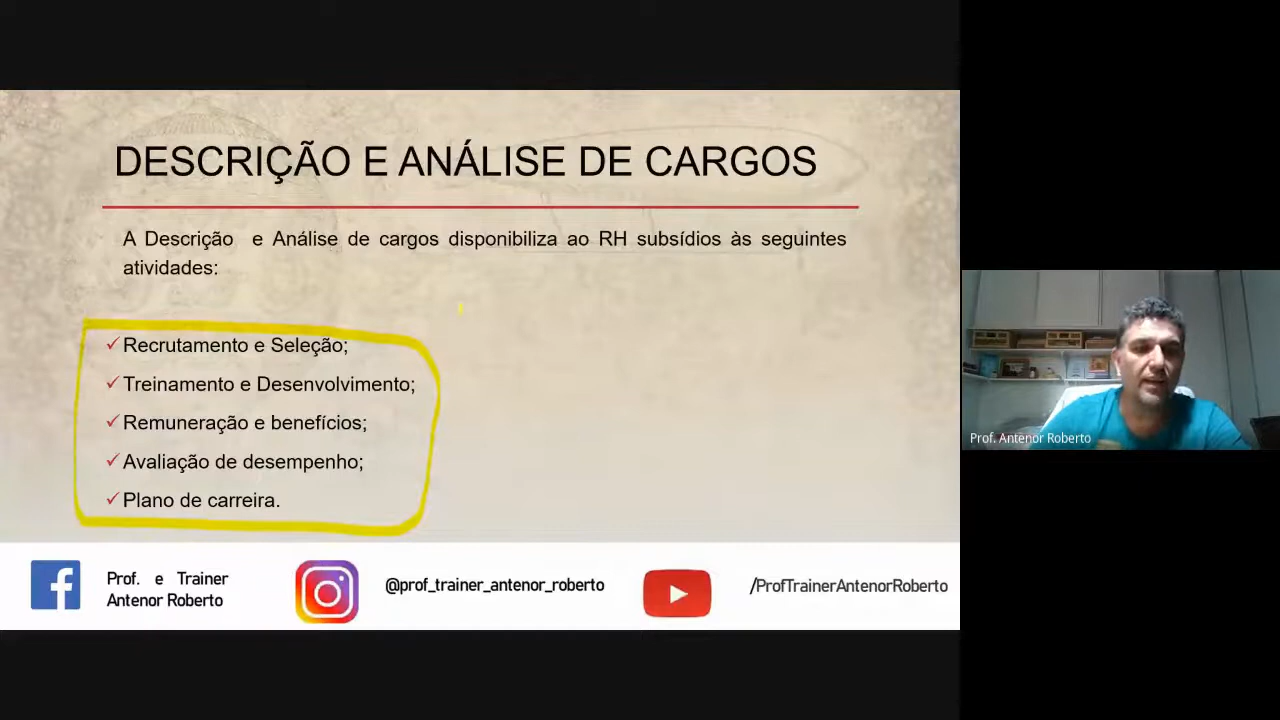 DESCRIÇÃO E ANÁLISE DE CARGOS
A Descrição e Análise de cargos disponibiliza ao RH subsídios às seguintes
atividades:
✓Recrutamento e Seleção;
✓Treinamento e Desenvolvimento;
✓Remuneração e benefícios;
✓Avaliação de desempenho;
✓Plano de carreira.
Prof. e Trainer
Antenor Roberto
@prof_trainer_antenor_roberto
/ProfTrainerAntenorRoberto
Prof. Antenor Roberto